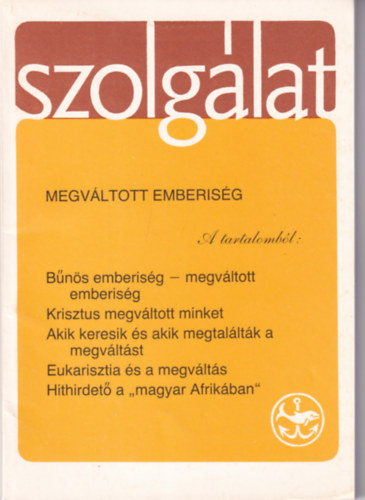 szolgálat
MEGVÁLTOTT EMBERISÉG
A tartalomból:
Bűnös emberiség – megváltott
emberiség
Krisztus megváltott minket
Akik keresik és akik megtalálták a
megváltást
Eukarisztia és a megváltás
Hithirdető a „magyar Afrikában“